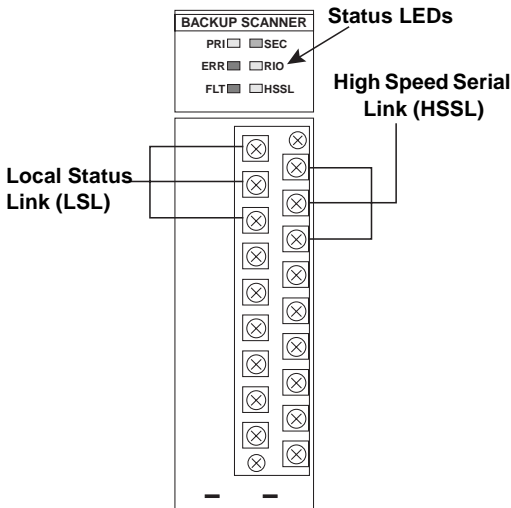 Status LEDs
BACKUP SCANNER
PRI SEC
ERR RIO
FLT HSSL
High Speed Serial
Link (HSSL)
Local Status
Link (LSL)